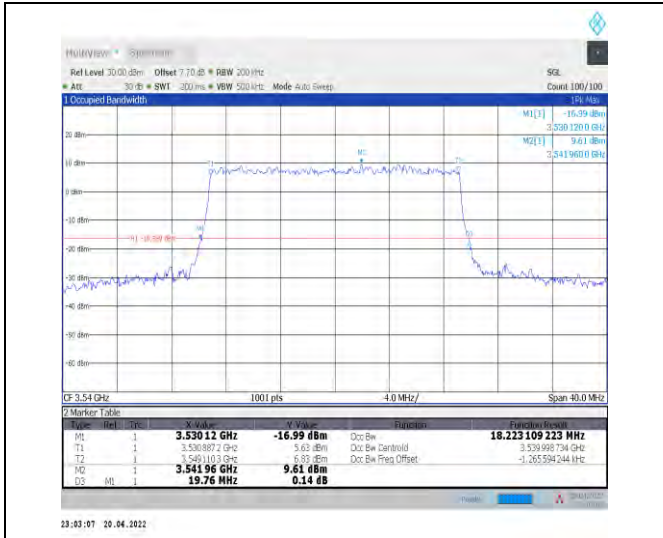 MultiView Spectrum
Ref Level 30.00 dBm Offset 7.70 dB RBW 200 kHz SGL
Att 30 dB SWT 200 ms VBW 500 kHz Mode Auto Sweep Count 100/100
1 Occupied Bandwidth 1Pk Max
M1[1] -16.99 dBm
3.530 120 0 GHz
M2[1] 9.61 dBm
3.541 960 0 GHz
20 dBm
M2
T1
10 dBm
0 dBm
-10 dBm
M1
D3
-20 dBm
-30 dBm
-40 dBm
-50 dBm
-60 dBm
CF 3.54 GHz 1001 pts 4.0 MHz/ Span 40.0 MHz
2 Marker Table
Type Ref Trc X-Value Y-Value Function Function Result
M1 1 3.530 12 GHz -16.99 dBm Occ Bw 18.223 109 223 MHz
T1 1 3.530 887 2 GHz 5.63 dBm Occ Bw Centroid 3.539 998 734 GHz
T2 1 3.549 110 3 GHz 6.83 dBm Occ Bw Freq Offset -1.265 594 244 kHz
M2 1 3.541 96 GHz 9.61 dBm
D3 M1 1 19.76 MHz 0.14 dB
23:03:07 20.04.2022